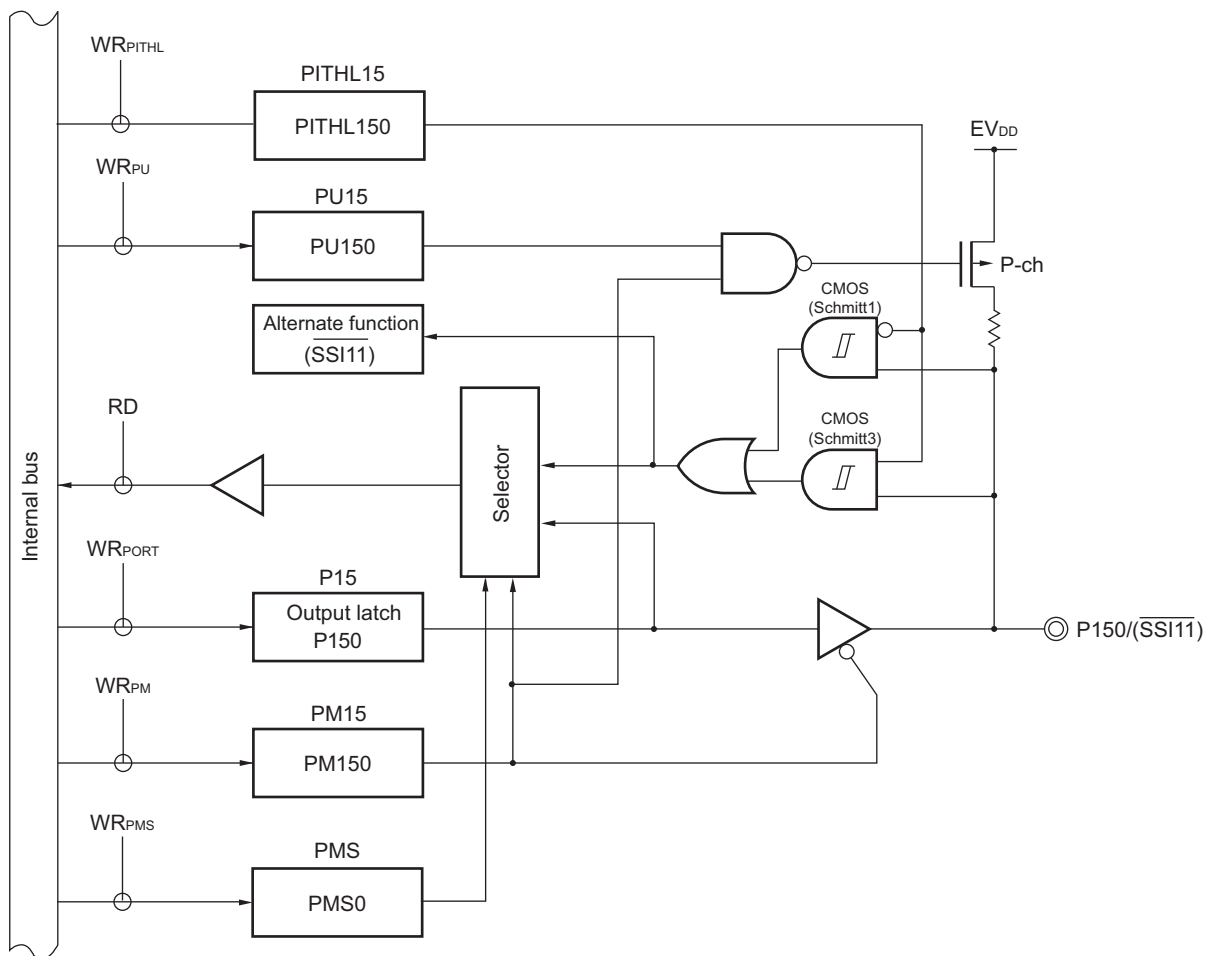 WRPITHL
PITHL15
PITHL150
EVDD
WRPU
PU15
PU150
P-ch
CMOS
(Schmitt1)
Alternate function
(SSI11)
RD
CMOS
(Schmitt3)
Selector
Internal bus
WRPORT
P15
Output latch
P150
P150/(SSI11)
WRPM
PM15
PM150
WRPMS
PMS
PMS0